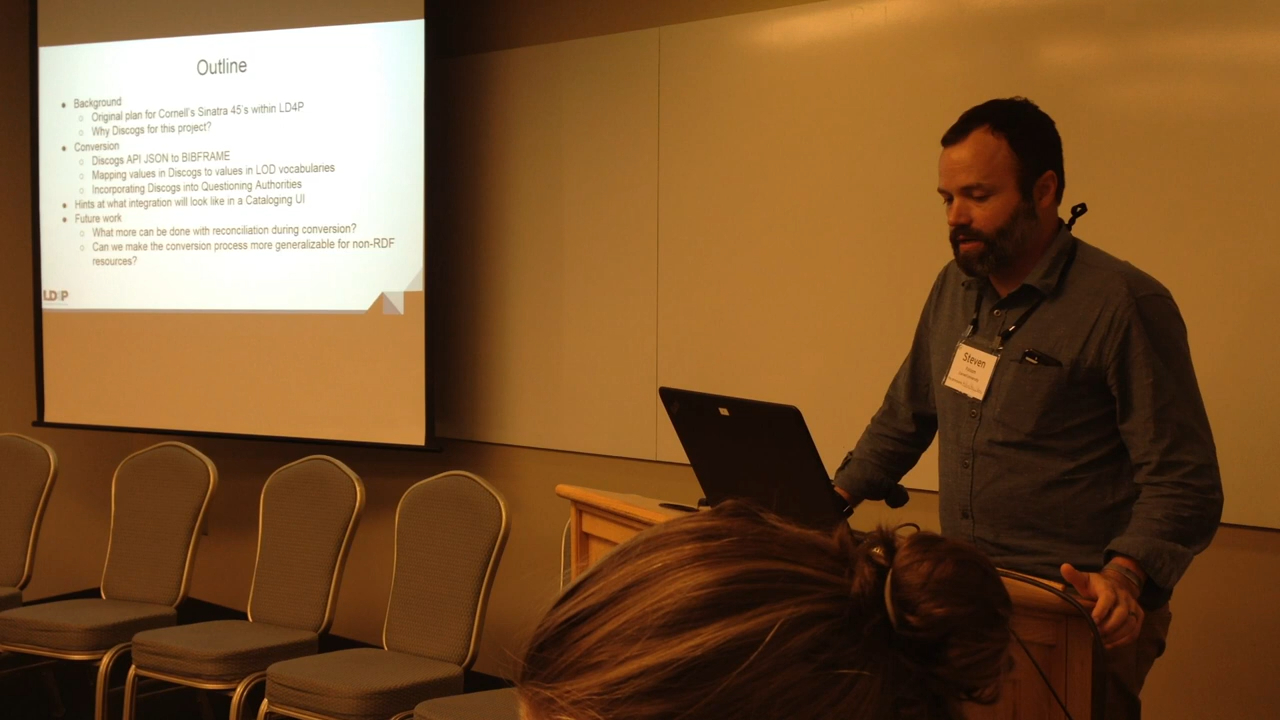 Outline
● Background
○ Original plan for Cornell's Sinatra 45's within LD4P
○ Why Discogs for this project?
● Conversion
○ Discogs API JSON to BIBFRAME
○ Mapping values in Discogs to values in LOD vocabularies
○ Incorporating Discogs into Questioning Authorities
● Hints at what integration will look like in a Cataloging UI
● Future work
○ What more can be done with reconciliation during conversion?
○ Can we make the conversion process more generalizable for non-RDF
resources?
LD4P
Steven